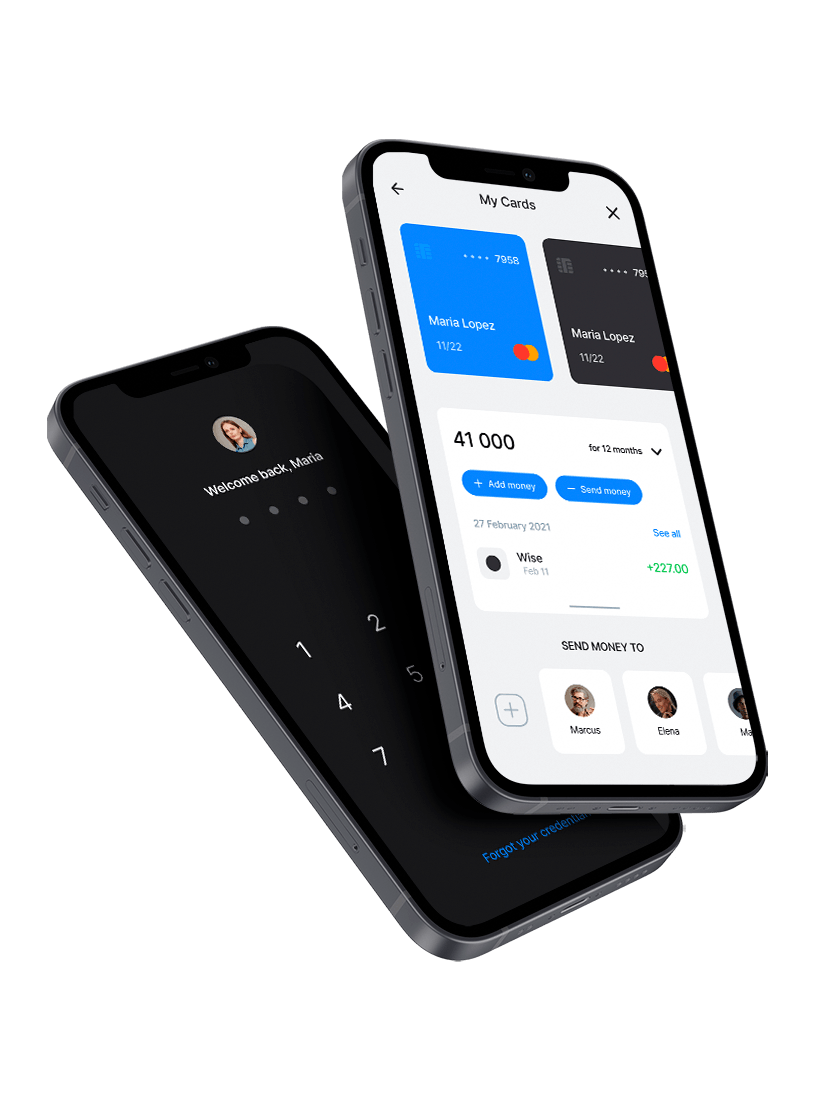 My Cards
•••• 7958
Maria Lopez
11/22
•••• 795
Maria Lopez
11/22
41 000
for 12 months
+ Add money
− Send money
27 February 2021
See all
Wise
Feb 11
+227.00
SEND MONEY TO
Marcus
Elena
Ma
Welcome back, Maria
1
2
4
5
7
Forgot your